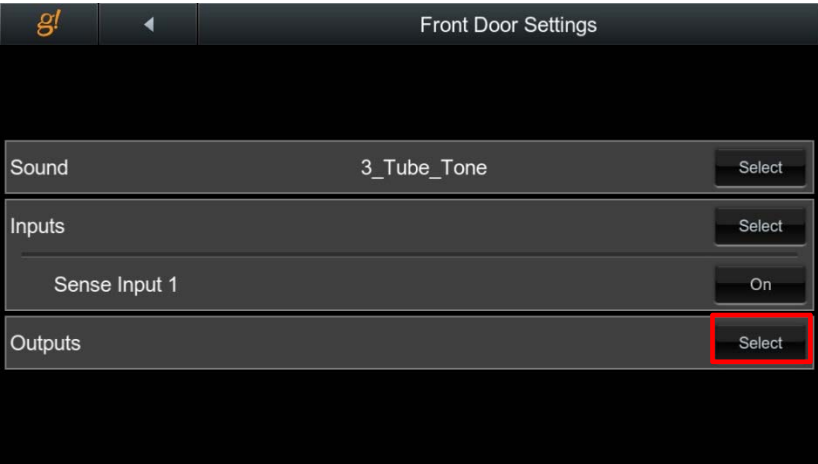 g!
Front Door Settings
Sound 3_Tube_Tone Select
Inputs Select
Sense Input 1 On
Outputs Select